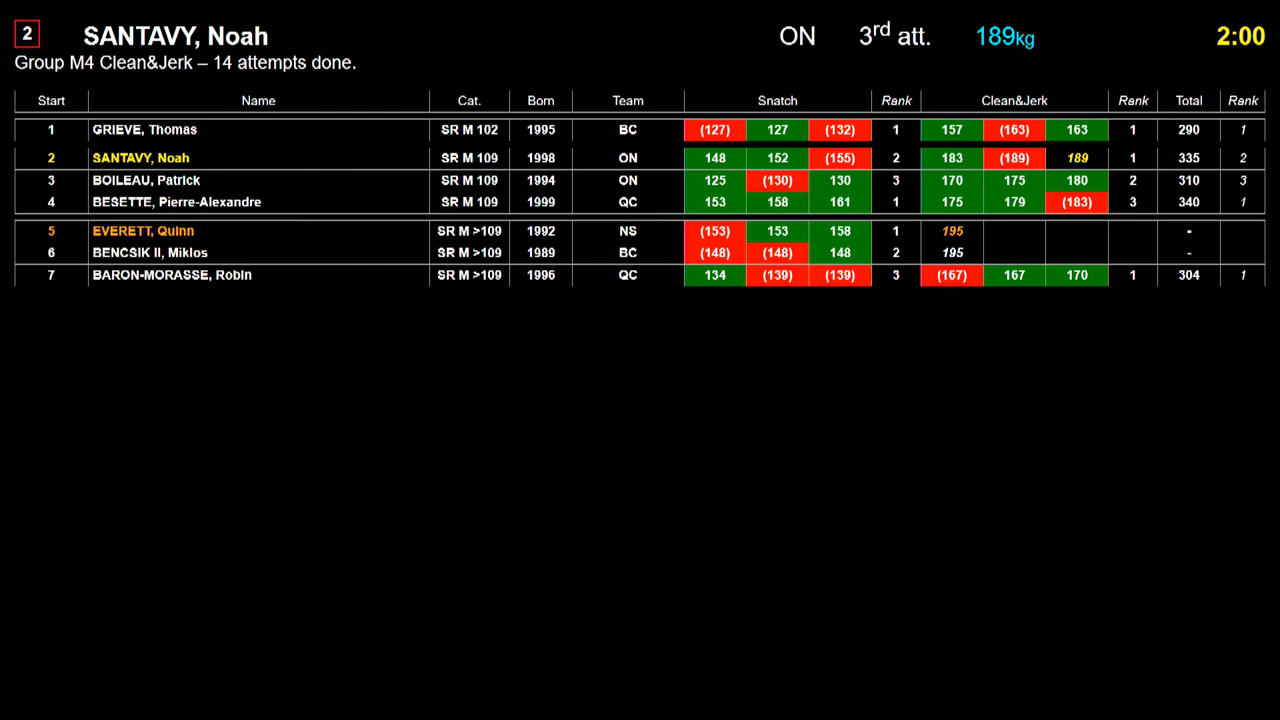 2 SANTAVY, Noah ON 3rd att. 189kg 2:00
Group M4 Clean&Jerk – 14 attempts done.
Start Name Cat. Born Team Snatch Rank Clean&Jerk Rank Total Rank
1 GRIEVE, Thomas SR M 102 1995 BC (127) 127 (132) 1 157 (163) 163 1 290 1
2 SANTAVY, Noah SR M 109 1998 ON 148 152 (155) 2 183 (189) 189 1 335 2
3 BOILEAU, Patrick SR M 109 1994 ON 125 (130) 130 3 170 175 180 2 310 3
4 BESETTE, Pierre-Alexandre SR M 109 1999 QC 153 158 161 1 175 179 (183) 3 340 1
5 EVERETT, Quinn SR M >109 1992 NS (153) 153 158 1 195 -
6 BENCSIK II, Miklos SR M >109 1989 BC (148) (148) 148 2 195 -
7 BARON-MORASSE, Robin SR M >109 1996 QC 134 (139) (139) 3 (167) 167 170 1 304 1